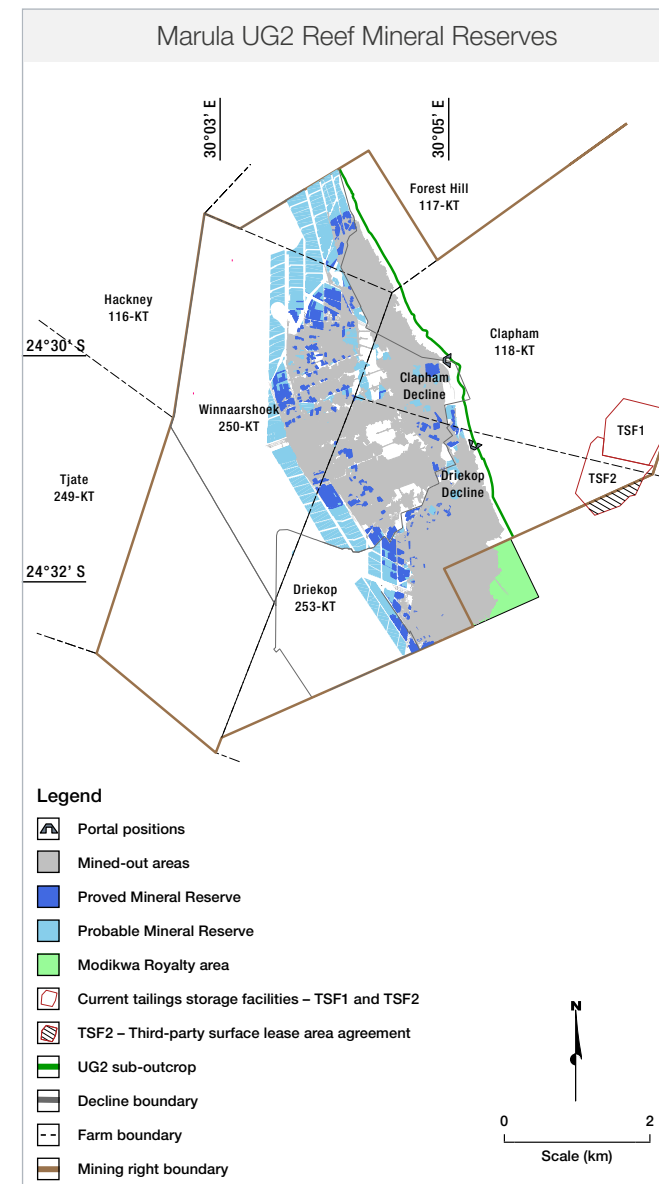 Marula UG2 Reef Mineral Reserves
30°03' E
30°05' E
Forest Hill
117-KT
Hackney
116-KT
Clapham
118-KT
24°30' S
Clapham
Decline
Winnaarshoek
250-KT
TSF1
Tjate
249-KT
Driekop
Decline
TSF2
24°32' S
Driekop
253-KT
Legend
Portal positions
Mined-out areas
Proved Mineral Reserve
Probable Mineral Reserve
Modikwa Royalty area
Current tailings storage facilities – TSF1 and TSF2
TSF2 – Third-party surface lease area agreement
UG2 sub-outcrop
Decline boundary
Farm boundary
Mining right boundary
N
0 2
Scale (km)